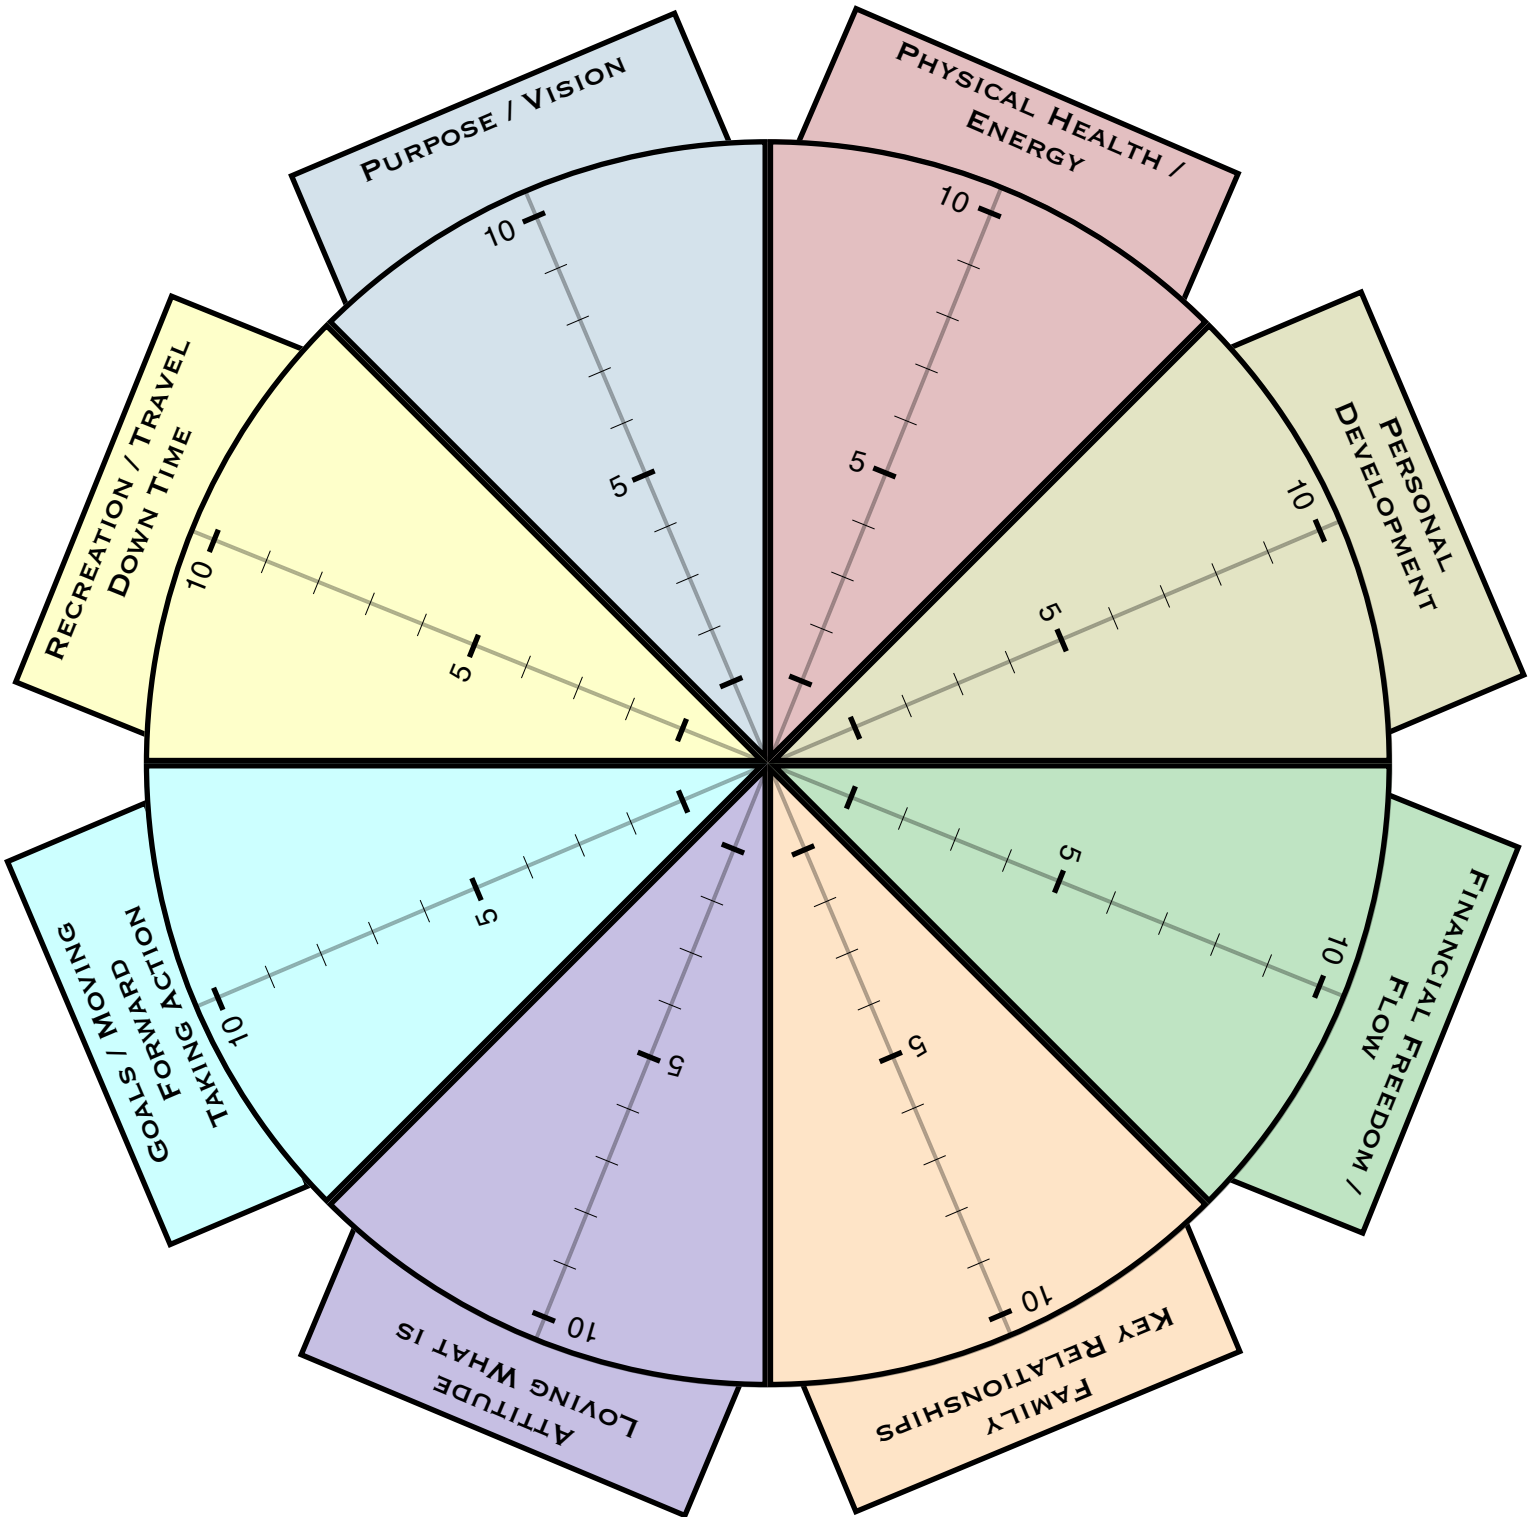 Purpose / Vision
10
5
Physical Health /
Energy
10
5
Personal
Development
10
5
Financial Freedom /
Flow
10
5
Family
Key Relationships
10
5
Attitude
Loving What is
10
5
Goals / Moving
Forward
Taking Action
10
5
Recreation / Travel
Down Time
10
5